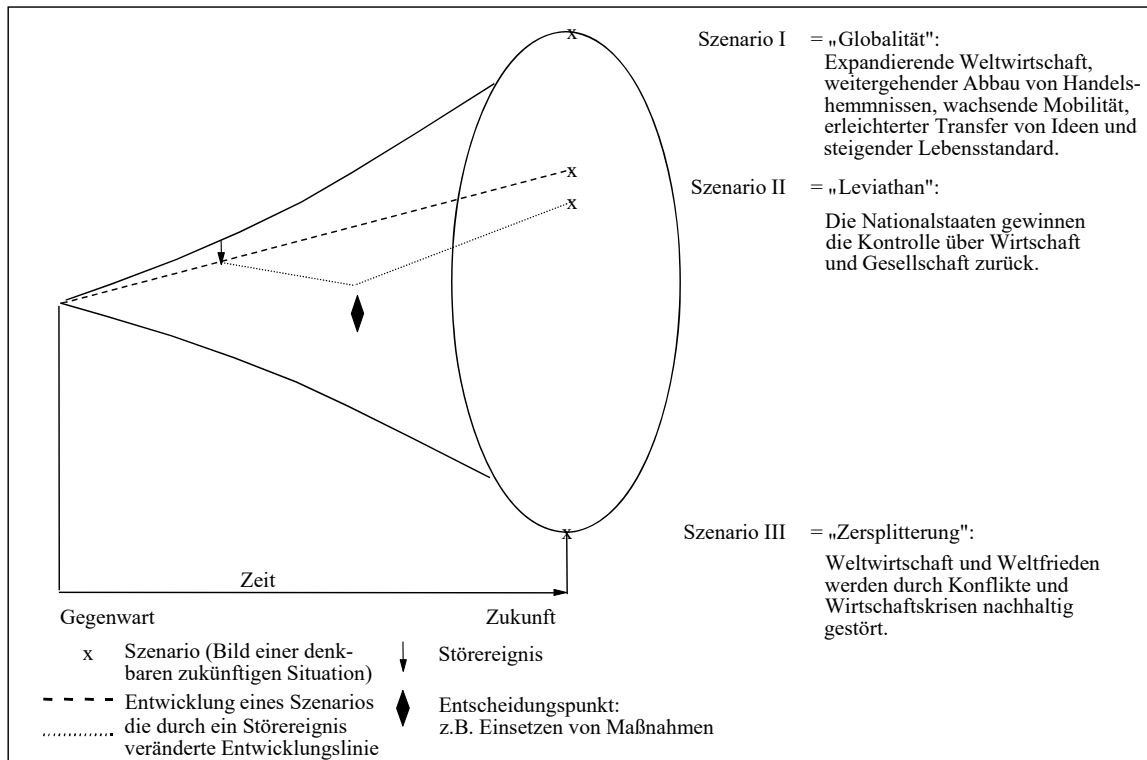 x
Szenario I = „Globalität":
Expandierende Weltwirtschaft,
weitergehender Abbau von Handels-
hemmnissen, wachsende Mobilität,
erleichterter Transfer von Ideen und
steigender Lebensstandard.
x
Szenario II = „Leviathan":
x
Die Nationalstaaten gewinnen
die Kontrolle über Wirtschaft
und Gesellschaft zurück.
x
Szenario III = „Zersplitterung":
Weltwirtschaft und Weltfrieden
werden durch Konflikte und
Wirtschaftskrisen nachhaltig
gestört.
Zeit
Gegenwart
Zukunft
x Szenario (Bild einer denk-
baren zukünftigen Situation)
Entwicklung eines Szenarios
die durch ein Störereignis
veränderte Entwicklungslinie
Störereignis
Entscheidungspunkt:
z.B. Einsetzen von Maßnahmen